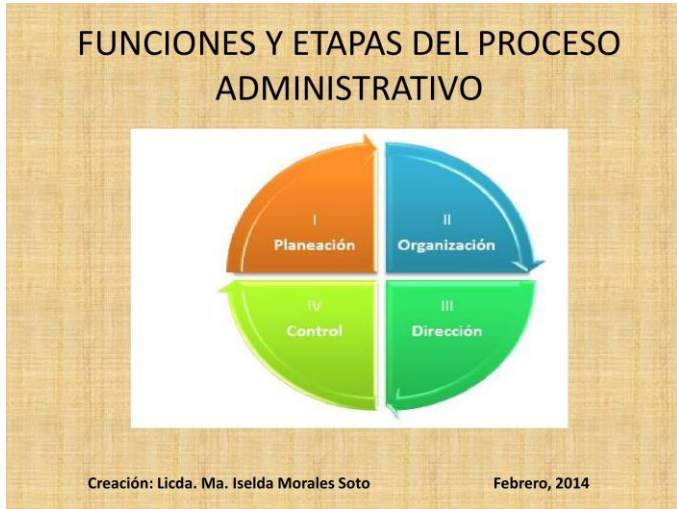 FUNCIONES Y ETAPAS DEL PROCESO
ADMINISTRATIVO
I
Planeación
II
Organización
IV
Control
III
Dirección
Creación: Licda. Ma. Iselda Morales Soto
Febrero, 2014